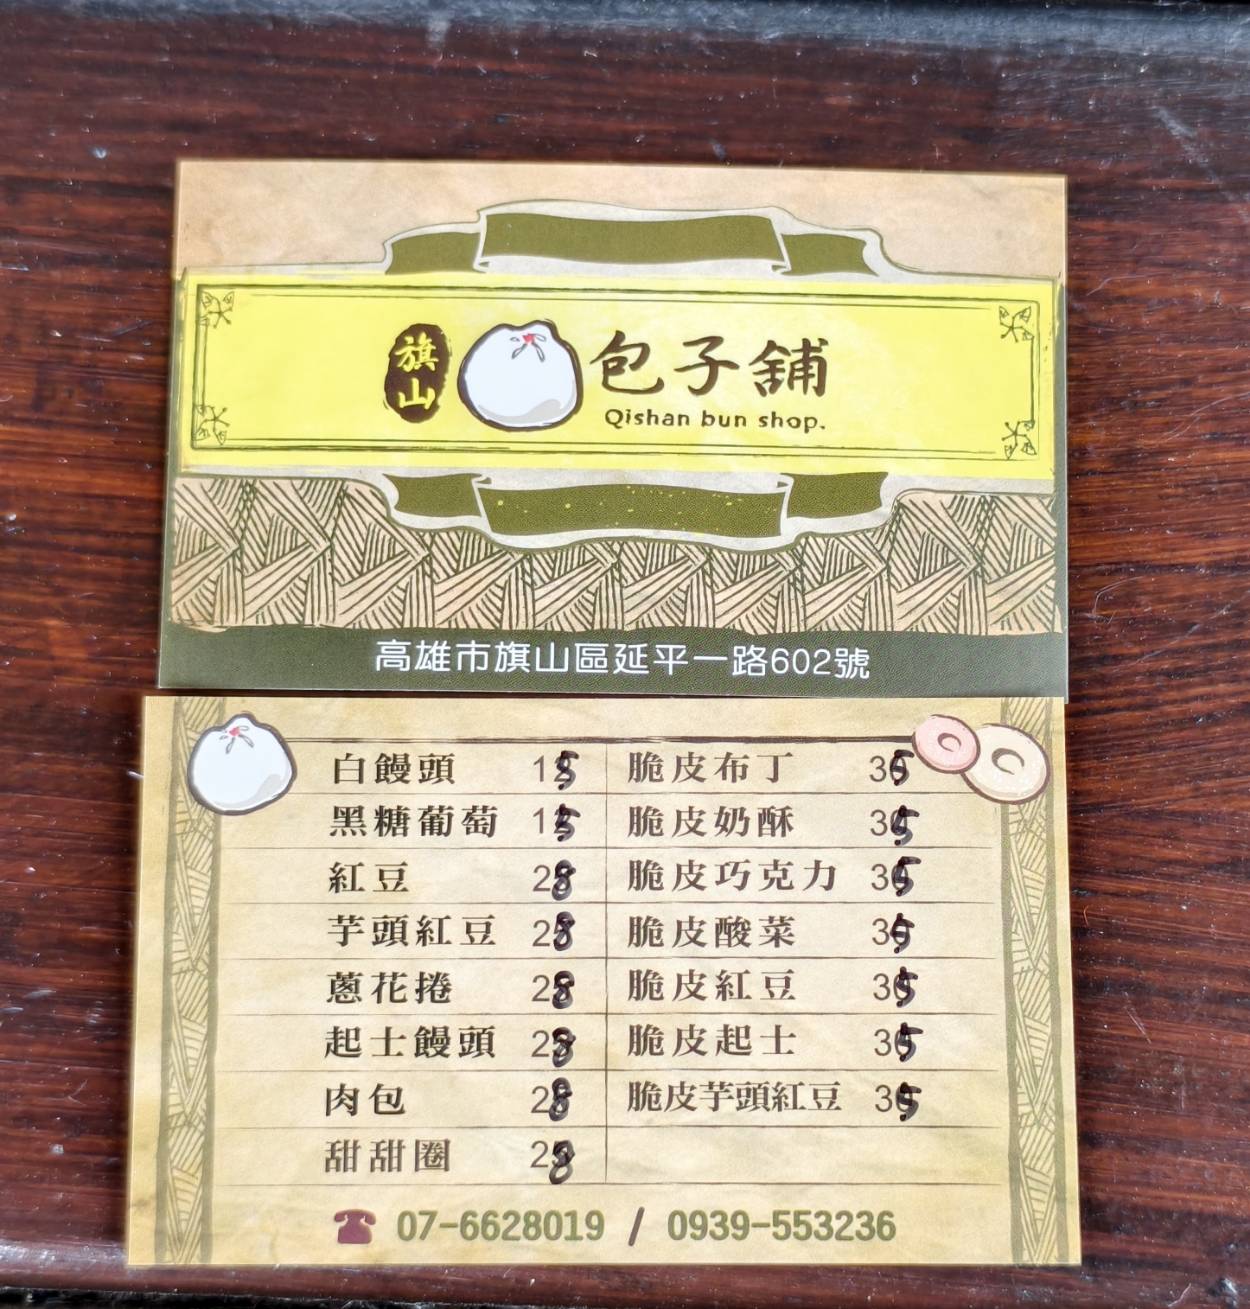 旗山
包子舖
Qishan bun shop.
高雄市旗山區延平一路602號
白饅頭 15
黑糖葡萄 15
紅豆 28
芋頭紅豆 28
蔥花捲 28
起士饅頭 28
肉包 28
甜甜圈 28
脆皮布丁 35
脆皮奶酥 35
脆皮巧克力 35
脆皮酸菜 35
脆皮紅豆 35
脆皮起士 35
脆皮芋頭紅豆 35
07-6628019 / 0939-553236